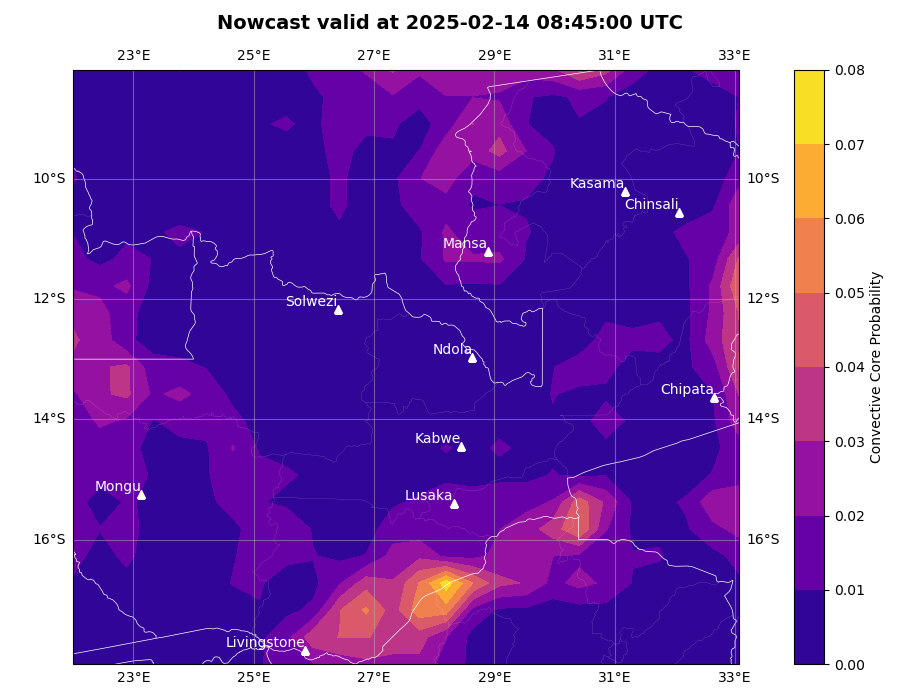 Nowcast valid at 2025-02-14 08:45:00 UTC
23°E 25°E 27°E 29°E 31°E 33°E
0.08
0.07
10°S 10°S
Kasama
Chinsali
0.06
Mansa
0.05
12°S 12°S
Solwezi
Ndola
0.04
Convective Core Probability
Chipata
14°S 14°S
Kabwe
0.03
Mongu
Lusaka
0.02
16°S 16°S
0.01
Livingstone
0.00
23°E 25°E 27°E 29°E 31°E 33°E